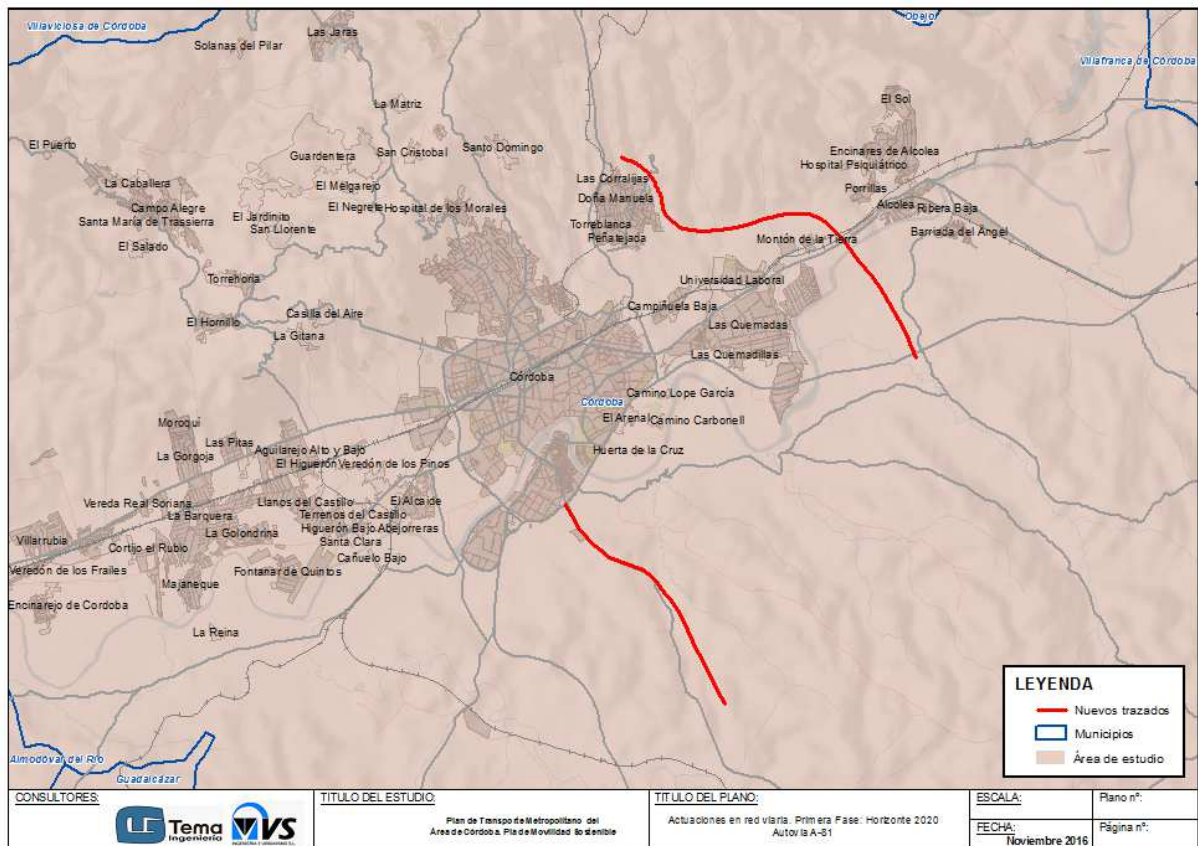 Villaviciosa de Córdoba
Obejo
Las Jaras
Solanas del Pilar
Villafranca de Córdoba
El Sol
La Matriz
El Puerto
Guardentera
San Cristobal
Santo Domingo
Encinares de Alcolea
Hospital Psiquiátrico
La Caballera
El Melgarejo
Las Corralijas
Doña Manuela
Porrillas
Campo Alegre
El Negrete
Hospital de los Morales
Alcolea
Ribera Baja
Santa María de Trassierra
El Jardinito
San Llorente
Torreblanca
Peñatejada
Barriada del Angel
El Salado
Montón de la Tierra
Torrehoria
Universidad Laboral
Campiñuela Baja
El Hornillo
Casilla del Aire
La Gitana
Las Quemadas
Las Quemadillas
Córdoba
Camino Lope García
Córdoba
El Arenal
Camino Carbonell
Moroquí
Las Pitas
La Gorgoja
Aguilarejo Alto y Bajo
El Higuerón
Veredón de los Pinos
Huerta de la Cruz
Vereda Real Soriana
Llanos del Castillo
El Alcaide
La Barquera
Terrenos del Castillo
Higuerón Bajo
Abejorreras
Villarrubia
Cortijo el Rubio
La Golondrina
Santa Clara
Cañuelo Bajo
Veredón de los Frailes
Majaneque
Fontanar de Quintos
Encinarejo de Cordoba
La Reina
Almodóvar del Río
Guadalcázar
LEYENDA
Nuevos trazados
Municipios
Área de estudio
CONSULTORES:
Tema
Ingeniería
VS
INGENIERÍA Y URBANISMO S.L.
TITULO DEL ESTUDIO:
Plan de Transporte Metropolitano del
Área de Córdoba. Plan de Movilidad Sostenible
TITULO DEL PLANO:
Actuaciones en red viaria. Primera Fase: Horizonte 2020
Autovía A-81
ESCALA:
Plano nº:
FECHA:
Noviembre 2016
Página nº: